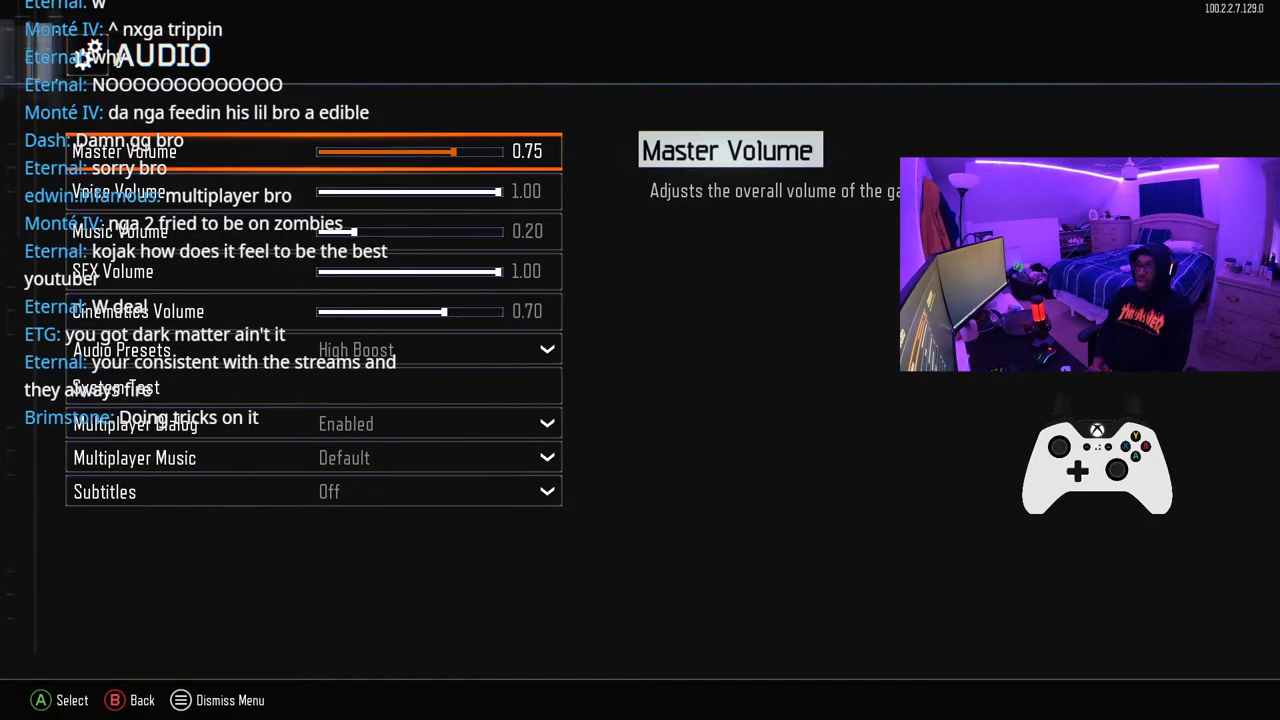 Eternal: w
100.2.2.7.129.0
Monté IV: ^ nxga trippin
AUDIO
Eternal: why
Eternal: NOOOOOOOOOOOOO
Monté IV: da nga feedin his lil bro a edible
Dash: Damn gg bro
Master Volume 0.75
Master Volume
Eternal: sorry bro
Voice Volume 1.00
Adjusts the overall volume of the ga
edwin.infamous: multiplayer bro
Monté IV: nga 2 fried to be on zombies
Music Volume 0.20
Eternal: kojak how does it feel to be the best
youtuber
SFX Volume 1.00
Eternal: W deal
Cinematics Volume 0.70
ETG: you got dark matter ain't it
Audio Presets High Boost
Eternal: your consistent with the streams and
they always fire
System Test
Brimstone: Doing tricks on it
Multiplayer Dialog Enabled
Multiplayer Music Default
Subtitles Off
THRASHER
Y
X
B
A
A Select B Back Dismiss Menu